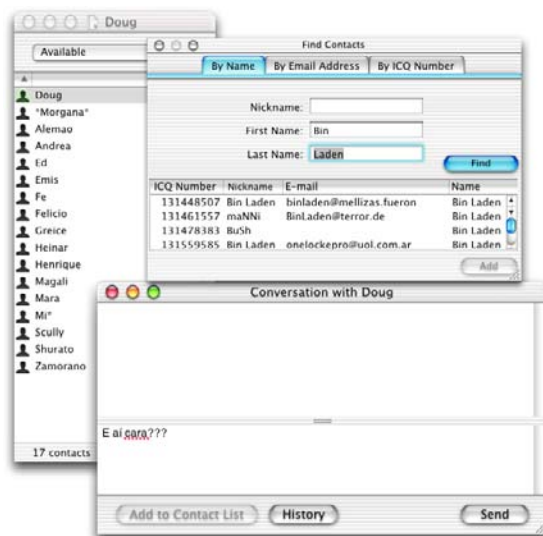 Doug
Available
Doug
*Morgana*
Alemao
Andrea
Ed
Emis
Fe
Felicio
Greice
Heinar
Henrique
Magali
Mara
Mi*
Scully
Shurato
Zamorano
17 contacts
Find Contacts
By Name By Email Address By ICQ Number
Nickname:
First Name: Bin
Last Name: Laden
Find
ICQ Number Nickname E-mail Name
131448507 Bin Laden binladen@mellizas.fueron Bin Laden
131461557 maNNi BinLaden@terror.de Bin Laden
131478383 BuSh Bin Laden
131559585 Bin Laden onelockepro@uol.com.ar Bin Laden
Add
Conversation with Doug
E aí cara???
Add to Contact List History Send